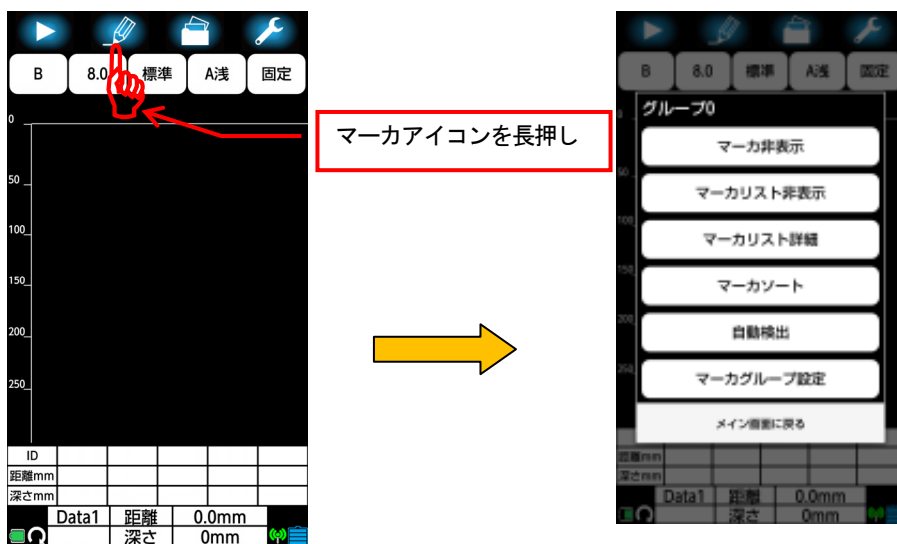 B 8.0 標準 A浅 固定
0
50
100
150
200
250
ID
距離mm
深さmm
Data1 距離 0.0mm
深さ 0mm
マーカアイコンを長押し
B 8.0 標準 A浅 固定
0
グループ0
マーカ非表示
50
マーカリスト非表示
100
マーカリスト詳細
150
マーカソート
200
自動検出
250
マーカグループ設定
メイン画面に戻る
距離mm
深さmm
Data1 距離 0.0mm
深さ 0mm